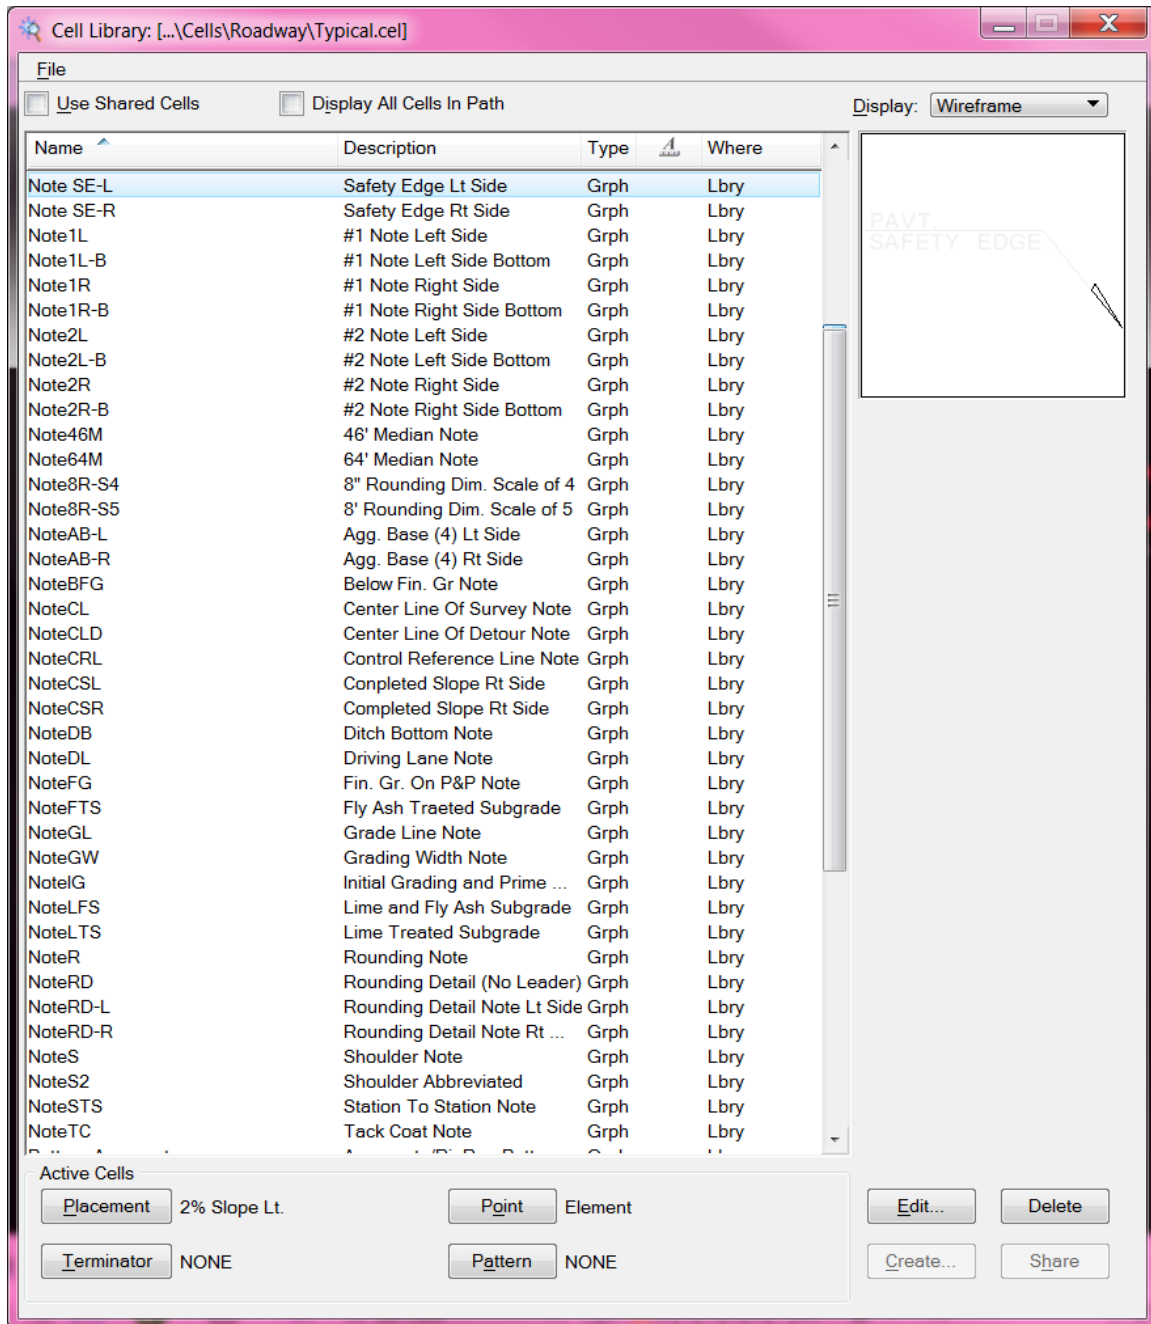 Cell Library: [...\Cells\Roadway\Typical.cel]
File
Use Shared Cells Display All Cells In Path Display: Wireframe
Name Description Type Where
Note SE-L Safety Edge Lt Side Grph Lbry
Note SE-R Safety Edge Rt Side Grph Lbry
Note1L #1 Note Left Side Grph Lbry
Note1L-B #1 Note Left Side Bottom Grph Lbry
Note1R #1 Note Right Side Grph Lbry
Note1R-B #1 Note Right Side Bottom Grph Lbry
Note2L #2 Note Left Side Grph Lbry
Note2L-B #2 Note Left Side Bottom Grph Lbry
Note2R #2 Note Right Side Grph Lbry
Note2R-B #2 Note Right Side Bottom Grph Lbry
Note46M 46' Median Note Grph Lbry
Note64M 64' Median Note Grph Lbry
Note8R-S4 8" Rounding Dim. Scale of 4 Grph Lbry
Note8R-S5 8' Rounding Dim. Scale of 5 Grph Lbry
NoteAB-L Agg. Base (4) Lt Side Grph Lbry
NoteAB-R Agg. Base (4) Rt Side Grph Lbry
NoteBFG Below Fin. Gr Note Grph Lbry
NoteCL Center Line Of Survey Note Grph Lbry
NoteCLD Center Line Of Detour Note Grph Lbry
NoteCRL Control Reference Line Note Grph Lbry
NoteCSL Conpleted Slope Rt Side Grph Lbry
NoteCSR Completed Slope Rt Side Grph Lbry
NoteDB Ditch Bottom Note Grph Lbry
NoteDL Driving Lane Note Grph Lbry
NoteFG Fin. Gr. On P&P Note Grph Lbry
NoteFTS Fly Ash Traeted Subgrade Grph Lbry
NoteGL Grade Line Note Grph Lbry
NoteGW Grading Width Note Grph Lbry
NoteIG Initial Grading and Prime ... Grph Lbry
NoteLFS Lime and Fly Ash Subgrade Grph Lbry
NoteLTS Lime Treated Subgrade Grph Lbry
NoteR Rounding Note Grph Lbry
NoteRD Rounding Detail (No Leader) Grph Lbry
NoteRD-L Rounding Detail Note Lt Side Grph Lbry
NoteRD-R Rounding Detail Note Rt ... Grph Lbry
NoteS Shoulder Note Grph Lbry
NoteS2 Shoulder Abbreviated Grph Lbry
NoteSTS Station To Station Note Grph Lbry
NoteTC Tack Coat Note Grph Lbry
PAVT.
SAFETY EDGE
Active Cells
Placement 2% Slope Lt. Point Element Edit... Delete
Terminator NONE Pattern NONE Create... Share